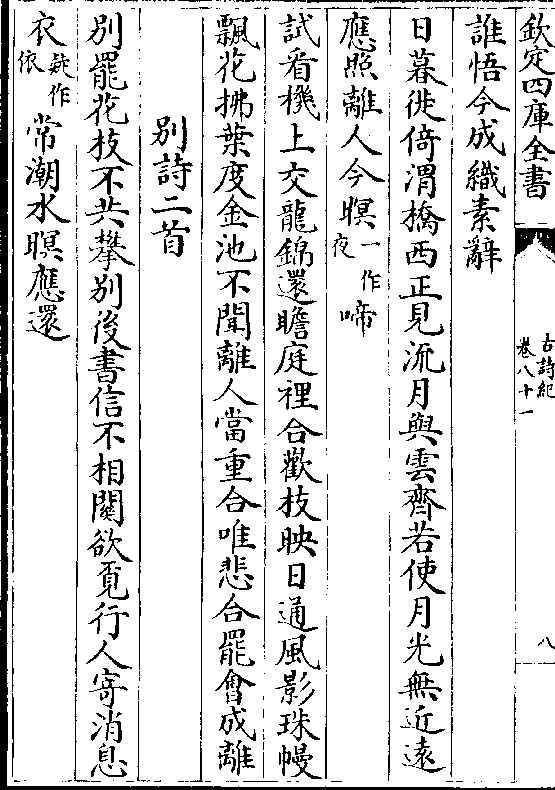 欽定四庫全書
古詩紀
卷八十一
八
誰悟今成織素辭
日暮徙倚渭橋西正見流月與雲齊若使月光無近遠
應照離人今暝一作夜啼
試看機上交龍錦還瞻庭裡合歡枝映日通風影珠幔
飄花拂葉度金池不聞離人當重合唯悲合罷會成離
別詩二首
別罷花枝不共攀別後書信不相關欲覓行人寄消息
衣疑作依常潮水暝應還